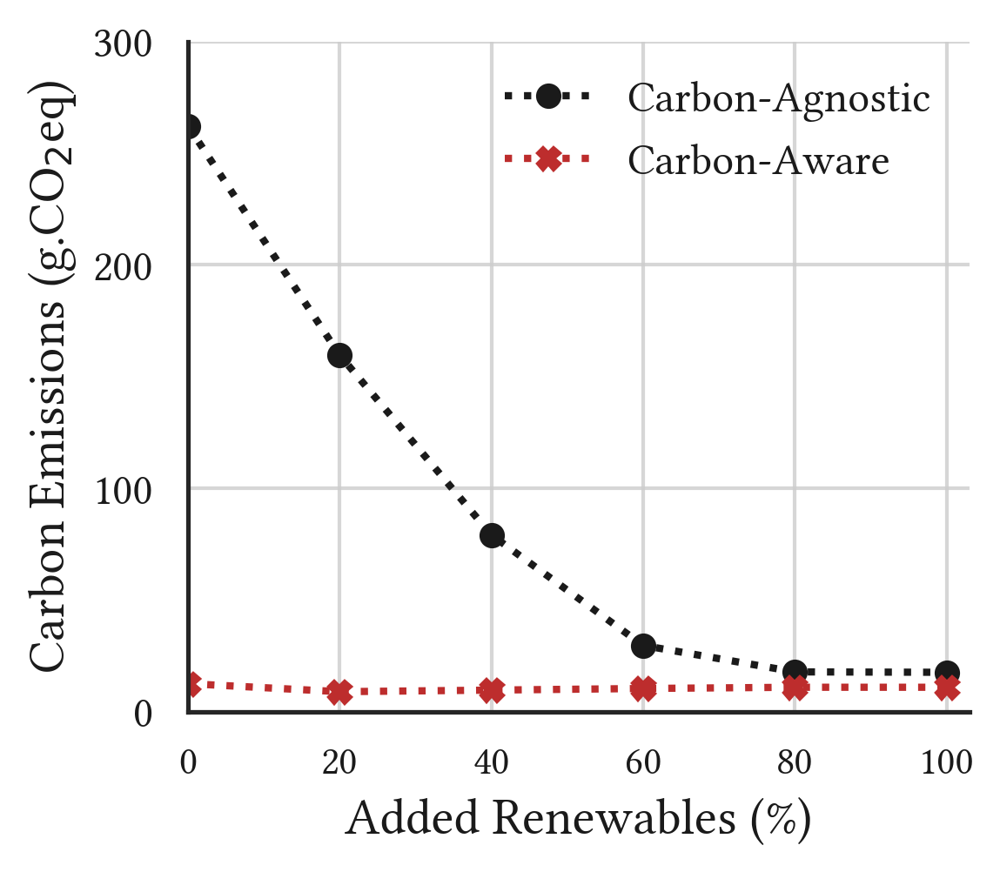 300
200
100
0
Carbon Emissions (g.CO₂eq)
Carbon-Agnostic
Carbon-Aware
0 20 40 60 80 100
Added Renewables (%)